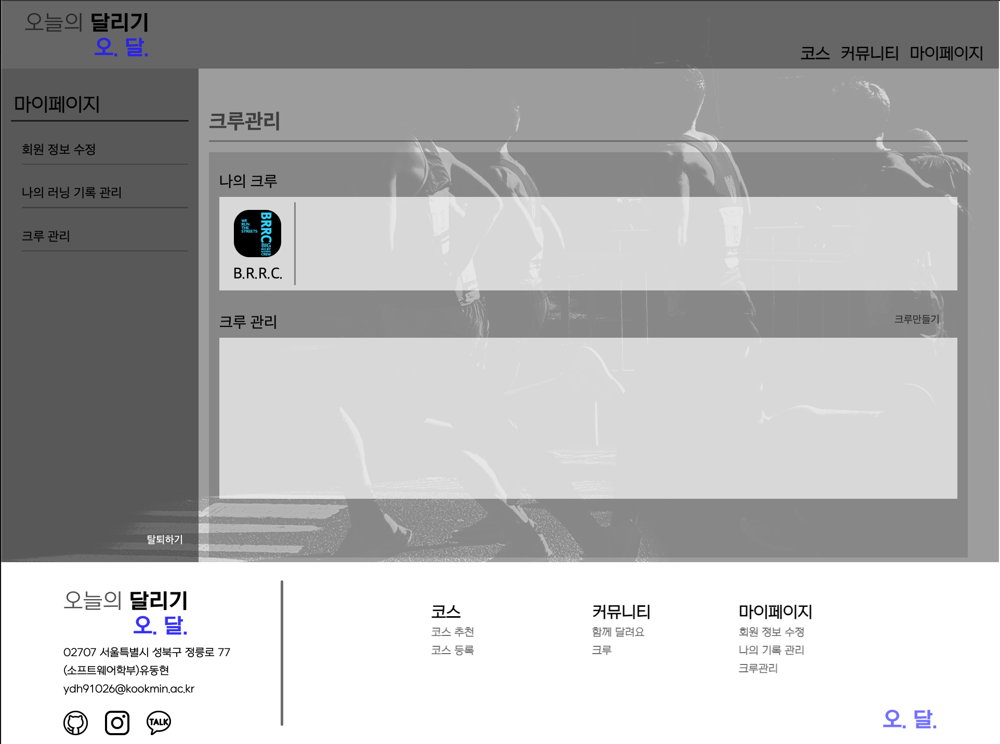 오늘의 달리기
오. 달.
코스 커뮤니티 마이페이지
마이페이지
회원 정보 수정
나의 러닝 기록 관리
크루 관리
탈퇴하기
크루관리
나의 크루
WE
RUN
THE
STREETS
BRRC
BIG
RELIEF
RUNNING
CREW
B.R.R.C.
크루 관리
크루만들기
오늘의 달리기
오. 달.
02707 서울특별시 성북구 정릉로 77
(소프트웨어학부)유동현
ydh91026@kookmin.ac.kr
TALK
코스
코스 추천
코스 등록
커뮤니티
함께 달려요
크루
마이페이지
회원 정보 수정
나의 기록 관리
크루관리
오. 달.